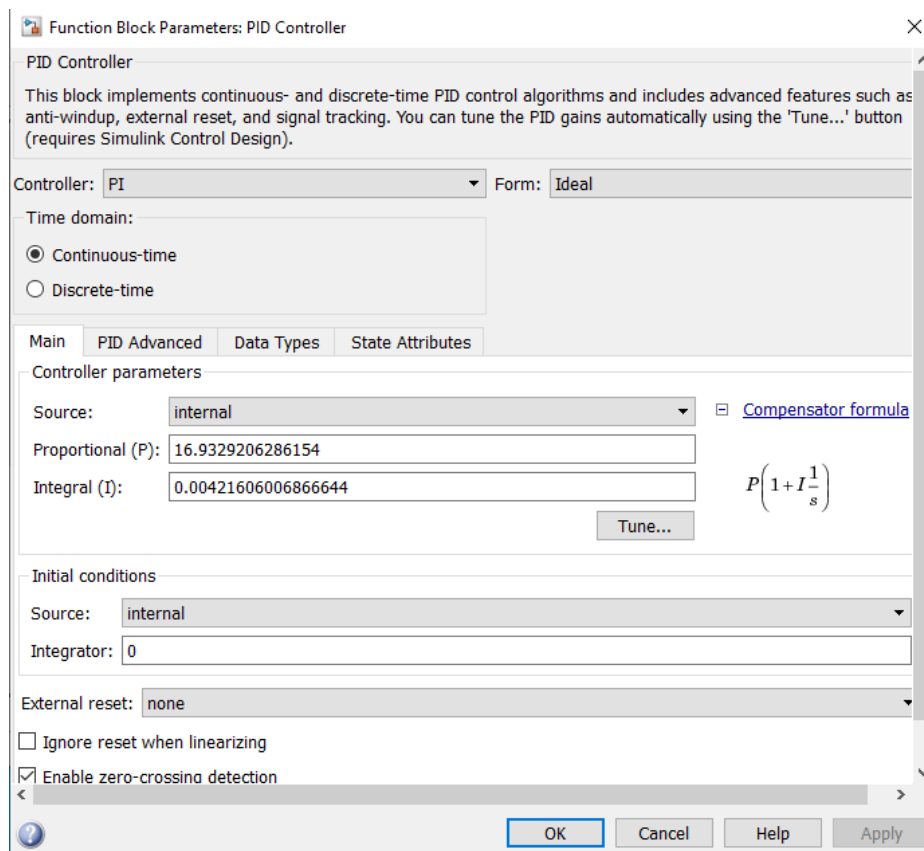 Function Block Parameters: PID Controller
PID Controller
This block implements continuous- and discrete-time PID control algorithms and includes advanced features such as
anti-windup, external reset, and signal tracking. You can tune the PID gains automatically using the 'Tune...' button
(requires Simulink Control Design).
Controller: PI Form: Ideal
Time domain:
Continuous-time
Discrete-time
Main PID Advanced Data Types State Attributes
Controller parameters
Source: internal Compensator formula
Proportional (P): 16.9329206286154
Integral (I): 0.00421606006866644
P(1+I1/s)
Tune...
Initial conditions
Source: internal
Integrator: 0
External reset: none
Ignore reset when linearizing
Enable zero-crossing detection
OK Cancel Help Apply